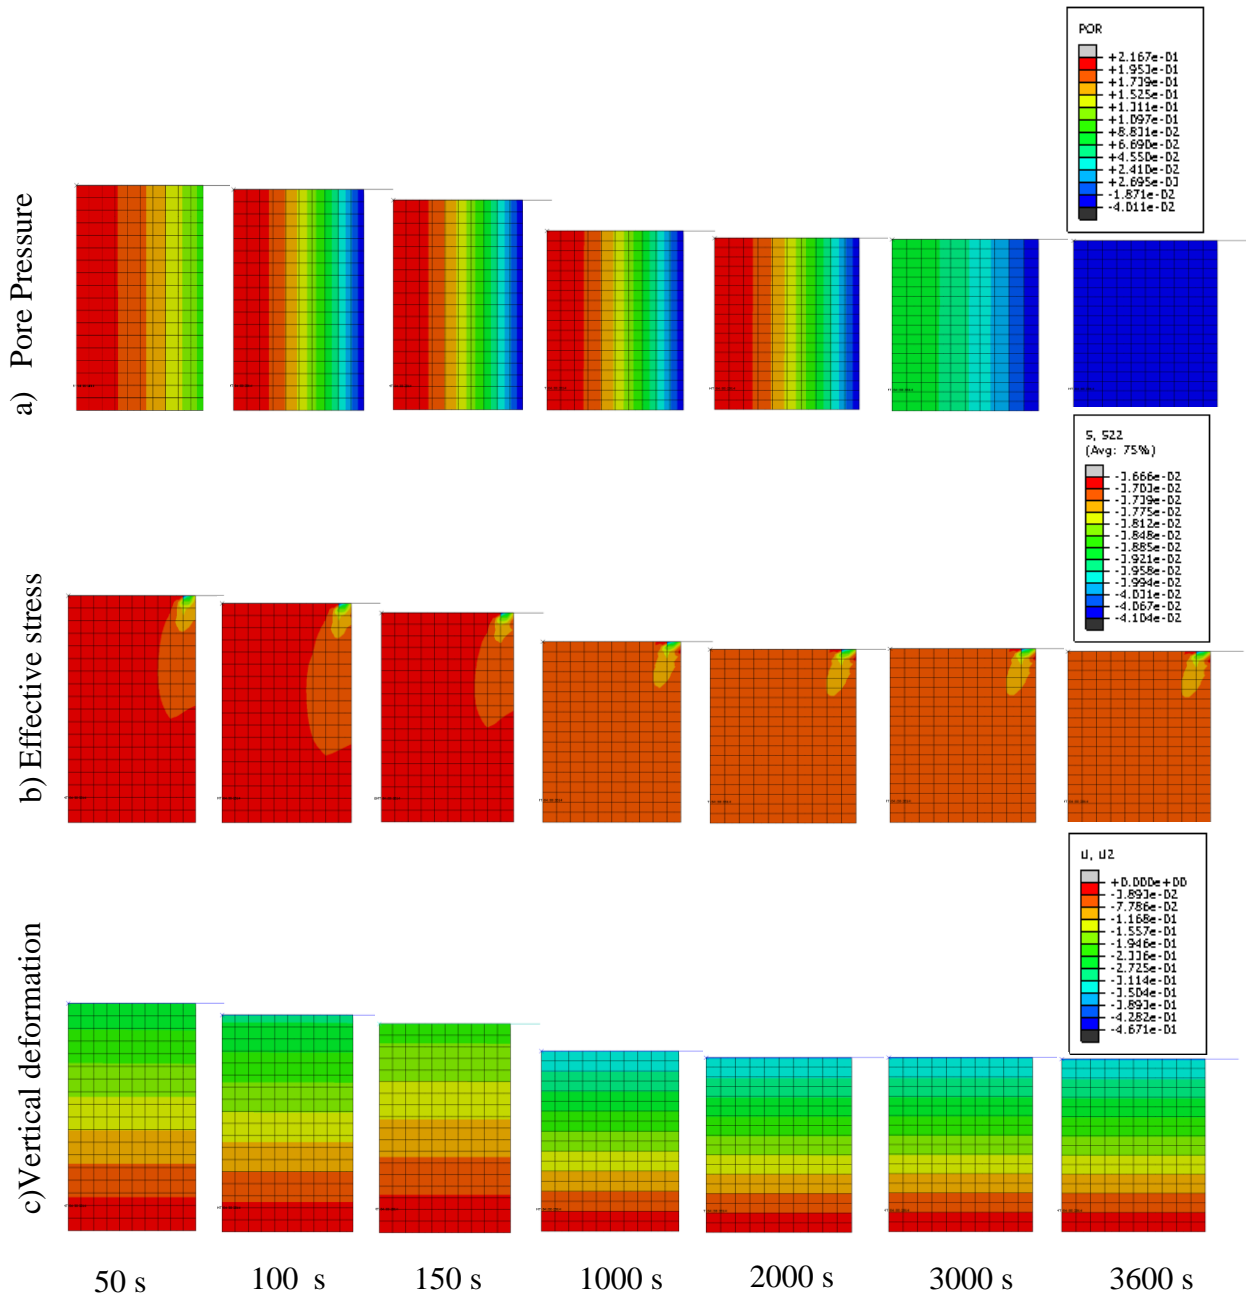 POR
+2.167e-01
+1.953e-01
+1.739e-01
+1.525e-01
+1.311e-01
+1.097e-01
+8.831e-02
+6.690e-02
+4.550e-02
+2.410e-02
+2.695e-03
-1.871e-02
-4.011e-02
a) Pore Pressure
S, S22
(Avg: 75%)
-3.666e-02
-3.703e-02
-3.739e-02
-3.775e-02
-3.812e-02
-3.848e-02
-3.885e-02
-3.921e-02
-3.958e-02
-3.994e-02
-4.031e-02
-4.067e-02
-4.104e-02
b) Effective stress
U, U2
+0.000e+00
-3.893e-02
-7.786e-02
-1.168e-01
-1.557e-01
-1.946e-01
-2.336e-01
-2.725e-01
-3.114e-01
-3.504e-01
-3.893e-01
-4.282e-01
-4.671e-01
c)Vertical deformation
50 s 100 s 150 s 1000 s 2000 s 3000 s 3600 s